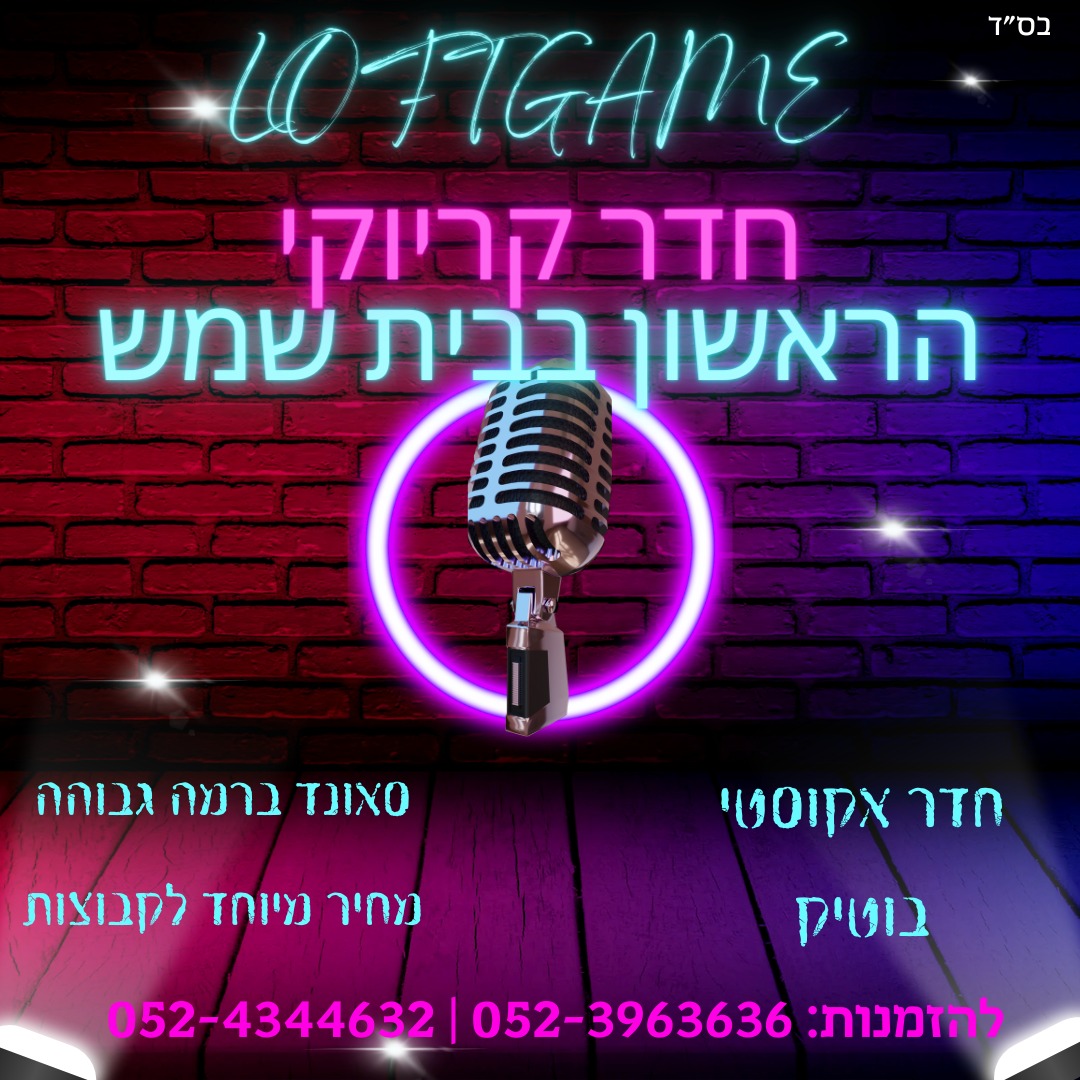 בס"ד
LOFTGAME
חדר קריוקי
הראשון בבית שמש
חדר אקוסטי
סאונד ברמה גבוהה
בוטיק
מחיר מיוחד לקבוצות
להזמנות: 052-3963636 | 052-4344632